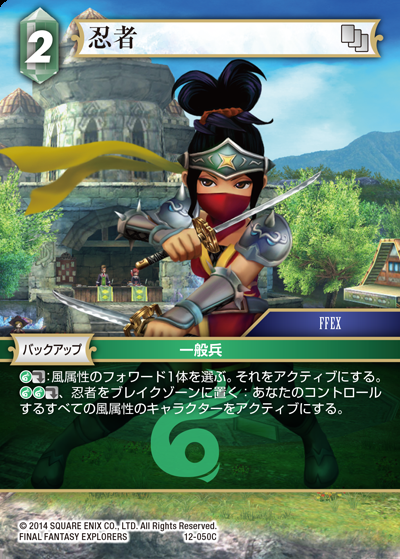 2
忍者
FFEX
バックアップ
一般兵
:風属性のフォワード1体を選ぶ。それをアクティブにする。
、忍者をブレイクゾーンに置く:あなたのコントロール
するすべての風属性のキャラクターをアクティブにする。
© 2014 SQUARE ENIX CO., LTD. All Rights Reserved.
FINAL FANTASY EXPLORERS
12-050C